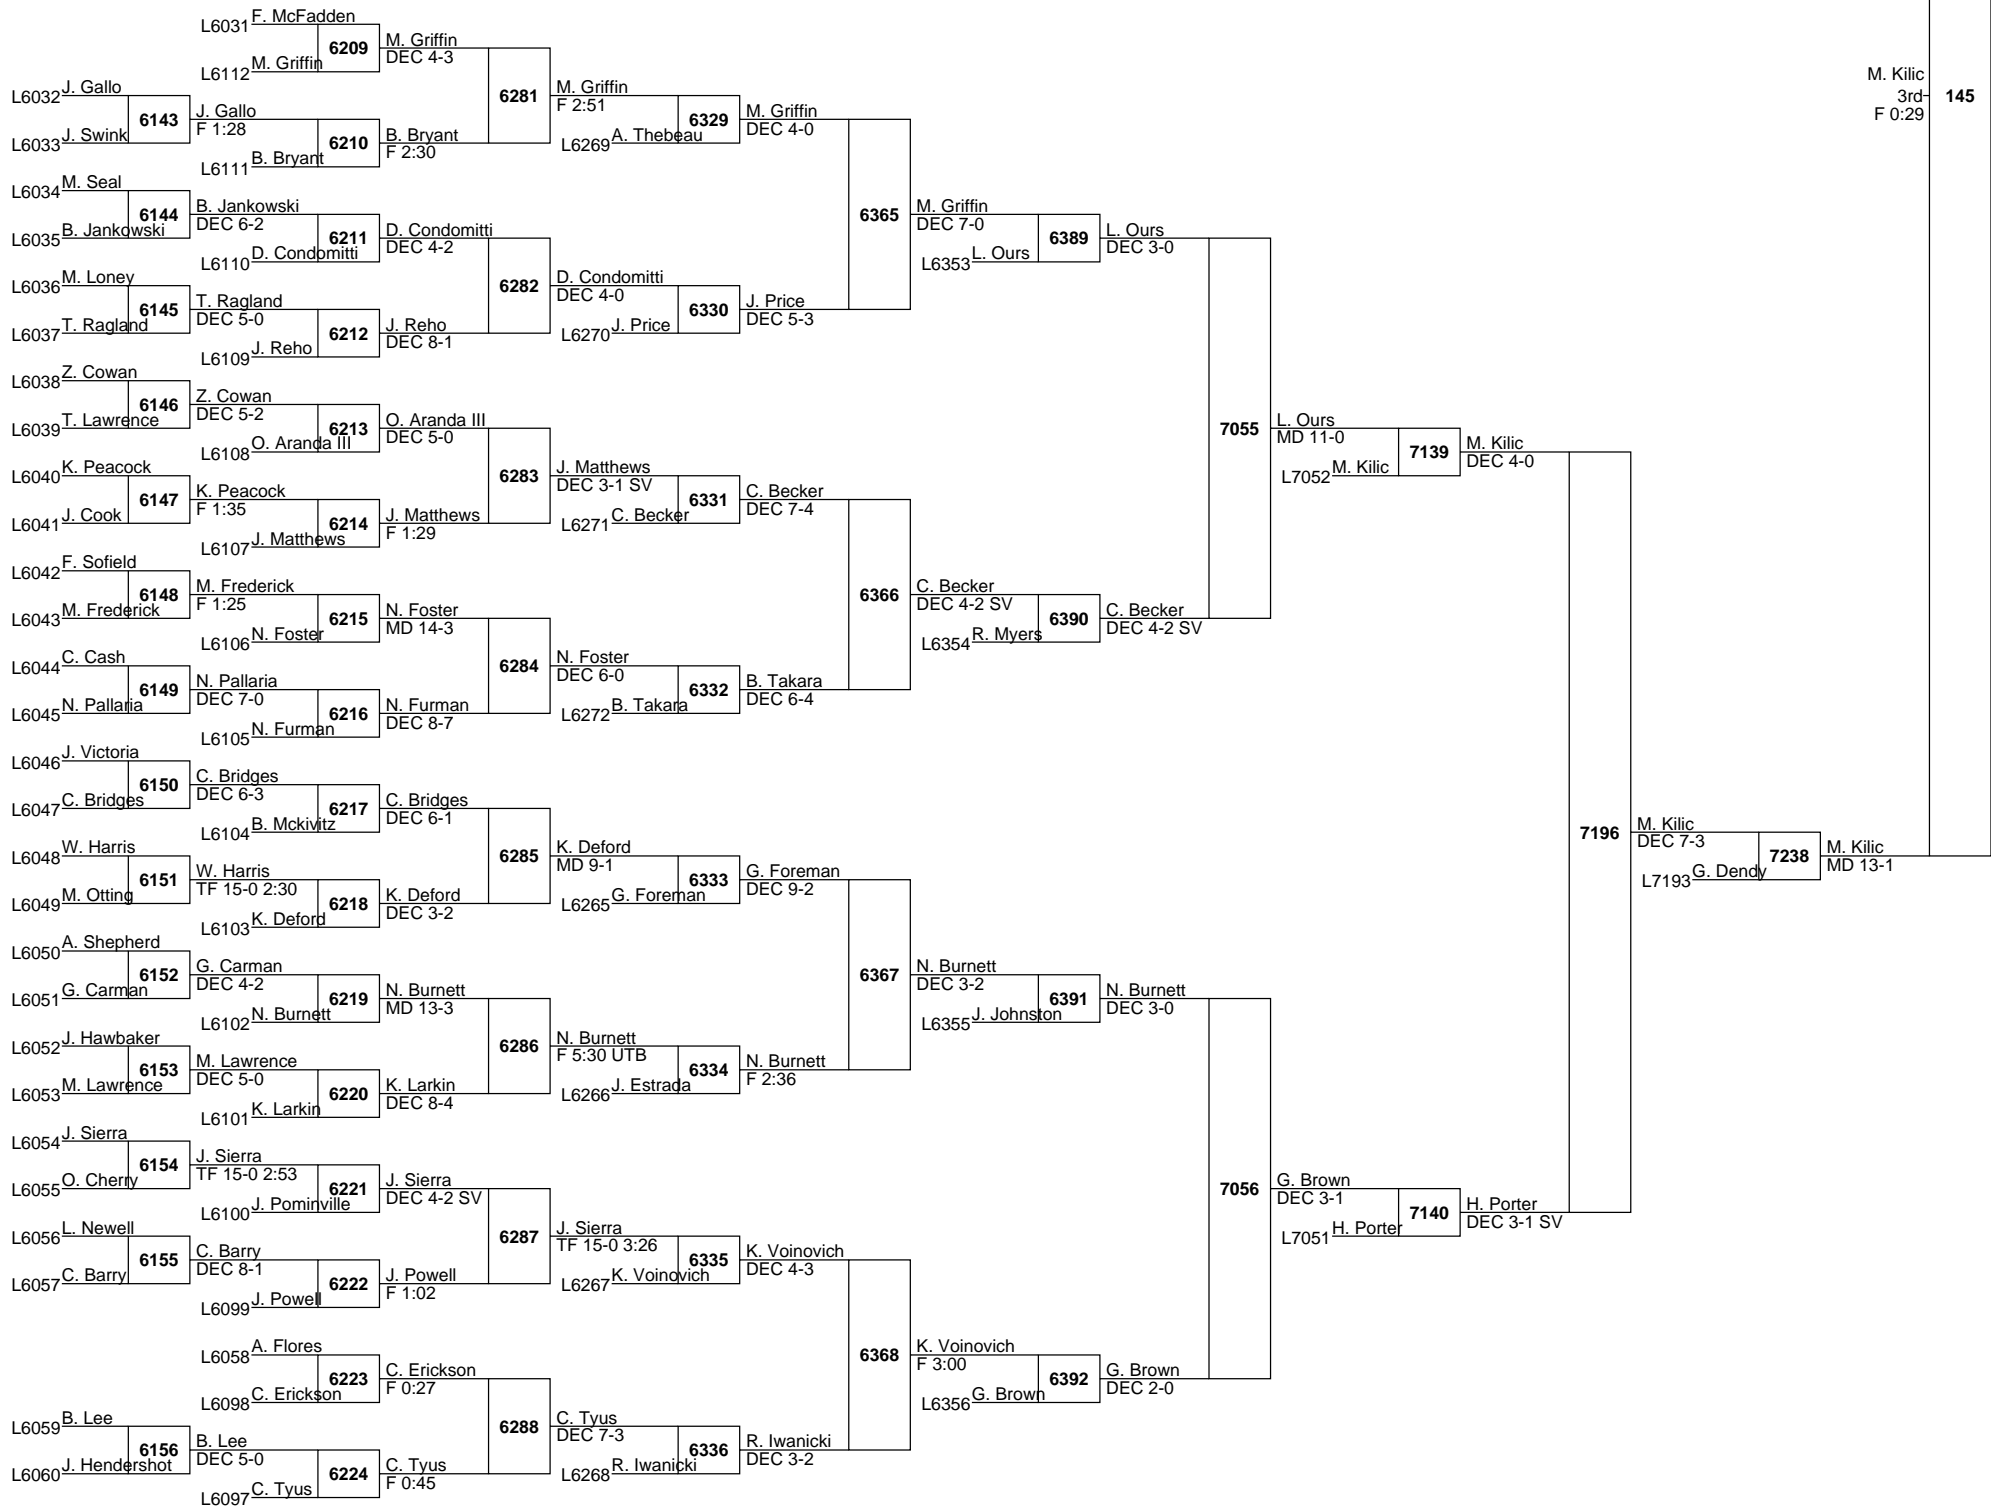 L6031 F. McFadden
6209
L6112 M. Griffin
L6032 J. Gallo
6143
L6033 J. Swink
J. Gallo
F 1:28
6210
L6111 B. Bryant
L6034 M. Seal
6144
L6035 B. Jankowski
B. Jankowski
DEC 6-2
6211
L6110 D. Condomitti
L6036 M. Loney
6145
L6037 T. Ragland
T. Ragland
DEC 5-0
6212
L6109 J. Reho
L6038 Z. Cowan
6146
L6039 T. Lawrence
Z. Cowan
DEC 5-2
6213
L6108 O. Aranda III
L6040 K. Peacock
6147
L6041 J. Cook
K. Peacock
F 1:35
6214
L6107 J. Matthews
L6042 F. Sofield
6148
L6043 M. Frederick
M. Frederick
F 1:25
6215
L6106 N. Foster
L6044 C. Cash
6149
L6045 N. Pallaria
N. Pallaria
DEC 7-0
6216
L6105 N. Furman
L6046 J. Victoria
6150
L6047 C. Bridges
C. Bridges
DEC 6-3
6217
L6104 B. Mckivitz
L6048 W. Harris
6151
L6049 M. Otting
W. Harris
TF 15-0 2:30
6218
L6103 K. Deford
L6050 A. Shepherd
6152
L6051 G. Carman
G. Carman
DEC 4-2
6219
L6102 N. Burnett
L6052 J. Hawbaker
6153
L6053 M. Lawrence
M. Lawrence
DEC 5-0
6220
L6101 K. Larkin
L6054 J. Sierra
6154
L6055 O. Cherry
J. Sierra
TF 15-0 2:53
6221
L6100 J. Pominville
L6056 L. Newell
6155
L6057 C. Barry
C. Barry
DEC 8-1
6222
L6099 J. Powell
L6058 A. Flores
6223
L6098 C. Erickson
L6059 B. Lee
6156
L6060 J. Hendershot
B. Lee
DEC 5-0
6224
L6097 C. Tyus
M. Griffin
DEC 4-3
6281
B. Bryant
F 2:30
D. Condomitti
DEC 4-2
6282
J. Reho
DEC 8-1
O. Aranda III
DEC 5-0
6283
J. Matthews
F 1:29
N. Foster
MD 14-3
6284
N. Furman
DEC 8-7
C. Bridges
DEC 6-1
6285
K. Deford
DEC 3-2
N. Burnett
MD 13-3
6286
K. Larkin
DEC 8-4
J. Sierra
DEC 4-2 SV
6287
J. Powell
F 1:02
C. Erickson
F 0:27
6288
C. Tyus
F 0:45
M. Griffin
F 2:51
6329
L6269 A. Thebeau
D. Condomitti
DEC 4-0
6330
L6270 J. Price
J. Matthews
DEC 3-1 SV
6331
L6271 C. Becker
N. Foster
DEC 6-0
6332
L6272 B. Takara
K. Deford
MD 9-1
6333
L6265 G. Foreman
N. Burnett
F 5:30 UTB
6334
L6266 J. Estrada
J. Sierra
TF 15-0 3:26
6335
L6267 K. Voinovich
C. Tyus
DEC 7-3
6336
L6268 R. Iwanicki
M. Griffin
DEC 4-0
6365
J. Price
DEC 5-3
C. Becker
DEC 7-4
6366
B. Takara
DEC 6-4
G. Foreman
DEC 9-2
6367
N. Burnett
F 2:36
K. Voinovich
DEC 4-3
6368
R. Iwanicki
DEC 3-2
M. Griffin
DEC 7-0
6389
L6353 L. Ours
C. Becker
DEC 4-2 SV
6390
L6354 R. Myers
N. Burnett
DEC 3-2
6391
L6355 J. Johnston
K. Voinovich
F 3:00
6392
L6356 G. Brown
L. Ours
DEC 3-0
7055
C. Becker
DEC 4-2 SV
N. Burnett
DEC 3-0
7056
G. Brown
DEC 2-0
L. Ours
MD 11-0
7139
L7052 M. Kilic
G. Brown
DEC 3-1
7140
L7051 H. Porter
M. Kilic
DEC 4-0
7196
H. Porter
DEC 3-1 SV
M. Kilic
DEC 7-3
7238
L7193 G. Dendy
M. Kilic
MD 13-1
M. Kilic
3rd
F 0:29
145